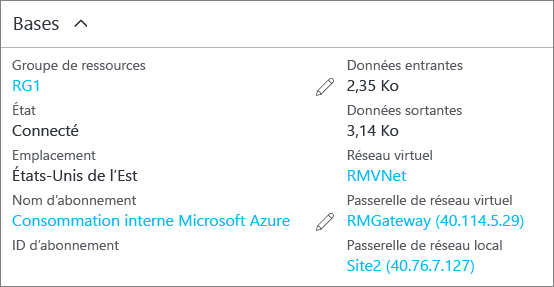 Bases
Groupe de ressources
RG1
État
Connecté
Emplacement
États-Unis de l’Est
Nom d’abonnement
Consommation interne Microsoft Azure
ID d’abonnement
Données entrantes
2,35 Ko
Données sortantes
3,14 Ko
Réseau virtuel
RMVNet
Passerelle de réseau virtuel
RMGateway (40.114.5.29)
Passerelle de réseau local
Site2 (40.76.7.127)